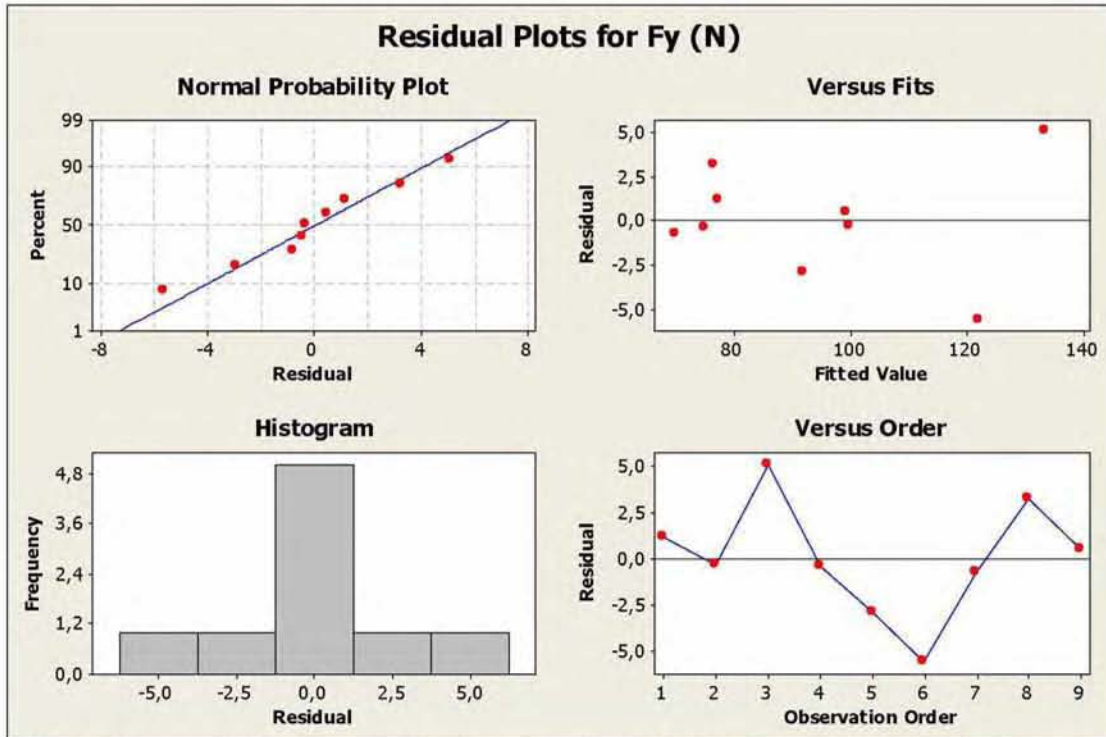 Residual Plots for Fy (N)
Normal Probability Plot
99
90
50
10
1
Percent
-8 -4 0 4 8
Residual
Versus Fits
5,0
2,5
0,0
-2,5
-5,0
Residual
80 100 120 140
Fitted Value
Histogram
4,8
3,6
2,4
1,2
0,0
Frequency
-5,0 -2,5 0,0 2,5 5,0
Residual
Versus Order
5,0
2,5
0,0
-2,5
-5,0
Residual
1 2 3 4 5 6 7 8 9
Observation Order